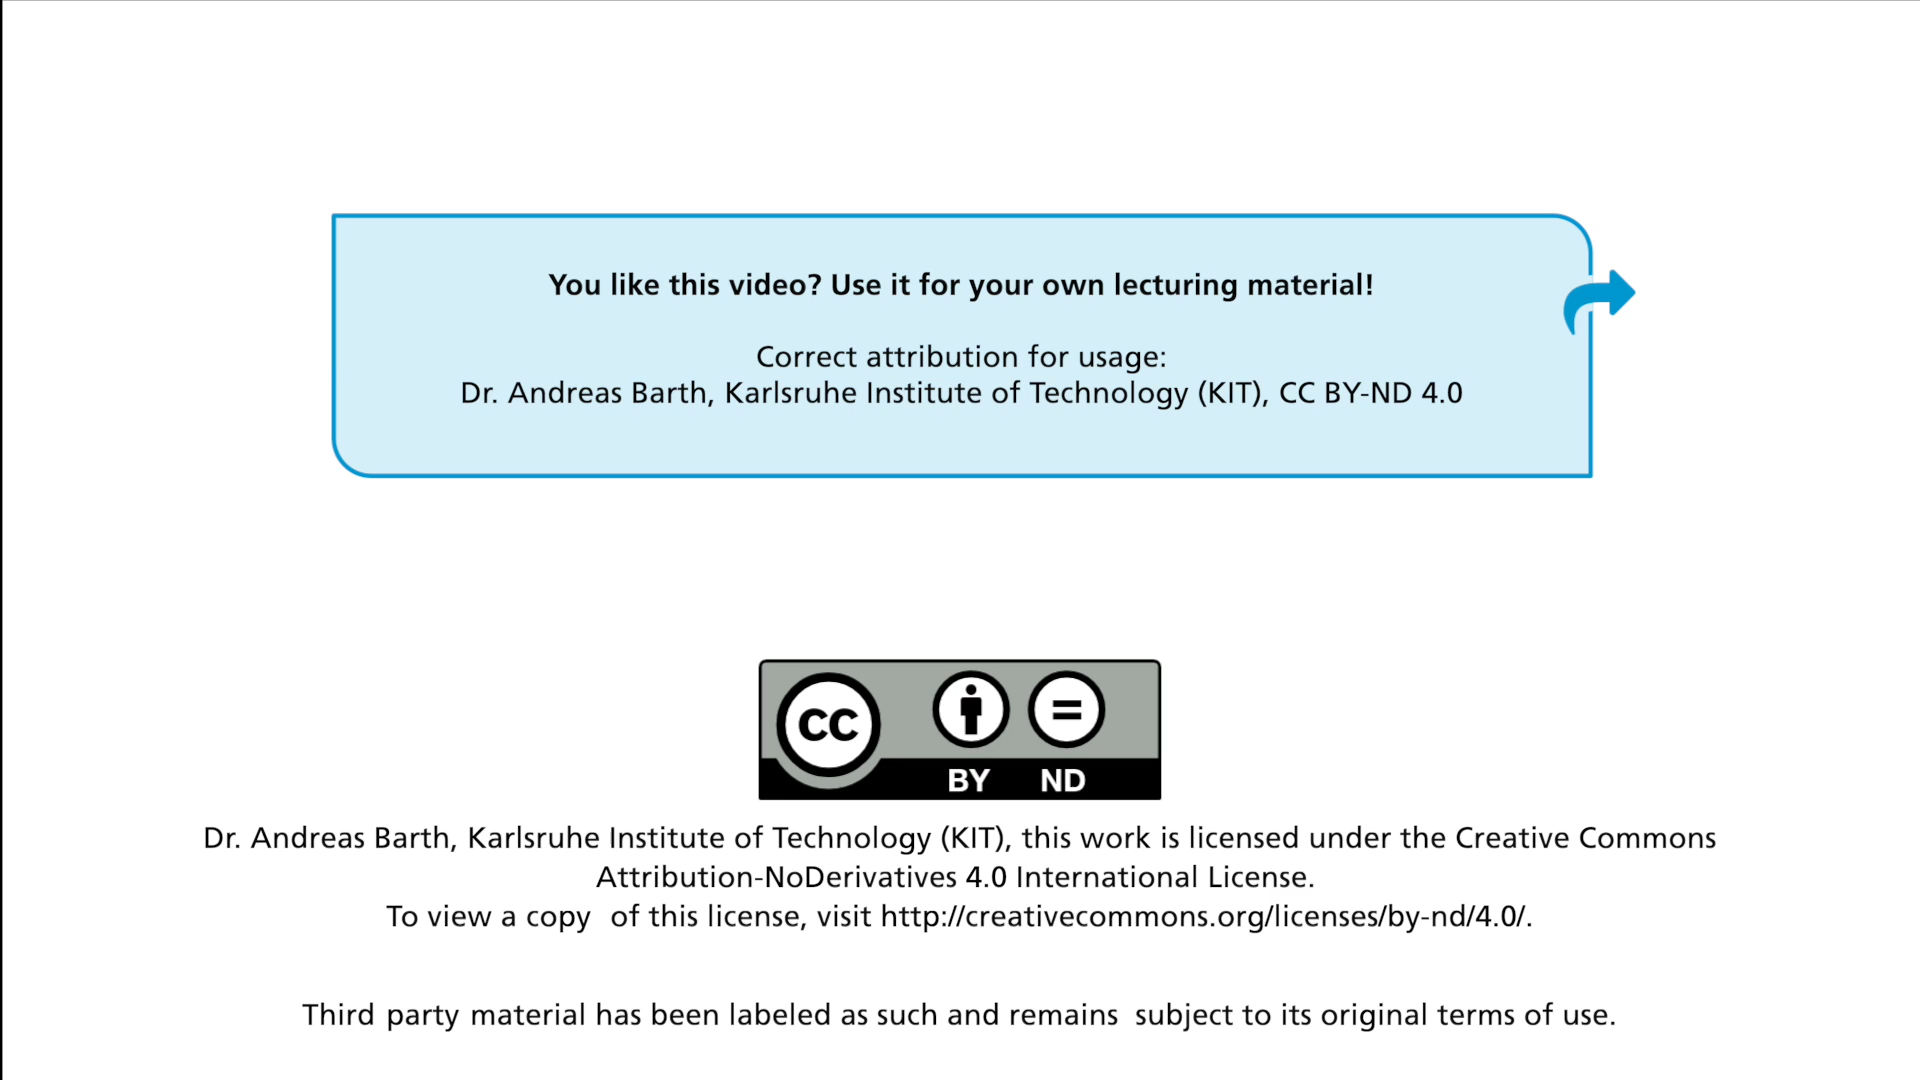 You like this video? Use it for your own lecturing material!
Correct attribution for usage:
Dr. Andreas Barth, Karlsruhe Institute of Technology (KIT), CC BY-ND 4.0
CC
BY ND
Dr. Andreas Barth, Karlsruhe Institute of Technology (KIT), this work is licensed under the Creative Commons
Attribution-NoDerivatives 4.0 International License.
To view a copy of this license, visit http://creativecommons.org/licenses/by-nd/4.0/.
Third party material has been labeled as such and remains subject to its original terms of use.